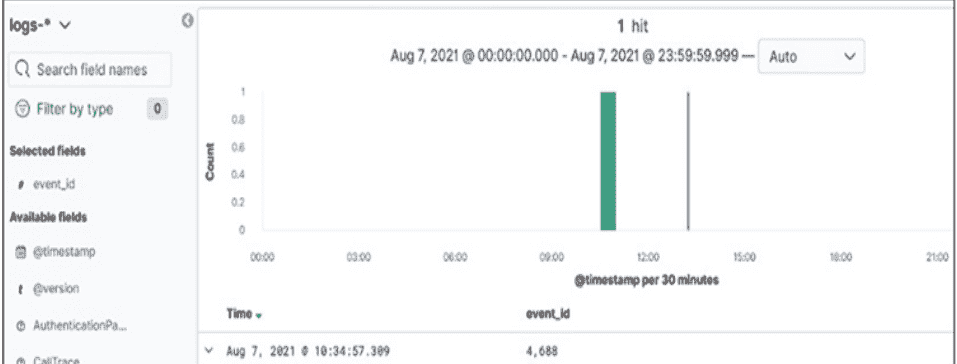 logs-*
Search field names
Filter by type 0
Selected fields
# event_id
Available fields
@timestamp
t @version
AuthenticationPa...
CallTrace
1 hit
Aug 7, 2021 @ 00:00:00.000 - Aug 7, 2021 @ 23:59:59.999 — Auto
Count
1
0.8
0.6
0.4
0.2
0
00:00 03:00 06:00 09:00 12:00 15:00 18:00 21:00
@timestamp per 30 minutes
Time event_id
Aug 7, 2021 @ 10:34:57.309 4,688